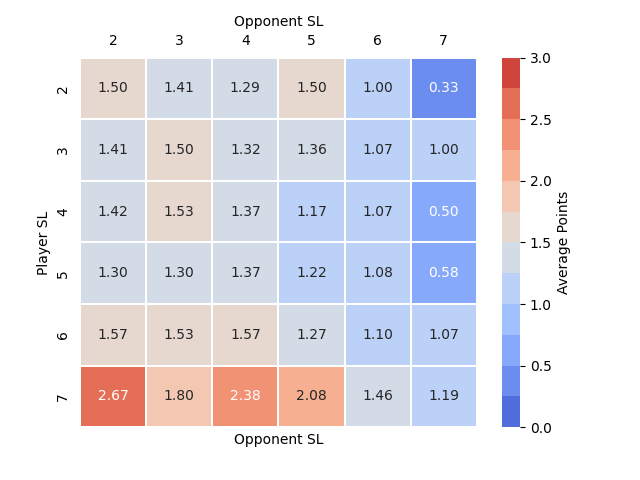 Opponent SL
2 3 4 5 6 7
2 1.50 1.41 1.29 1.50 1.00 0.33
3 1.41 1.50 1.32 1.36 1.07 1.00
4 1.42 1.53 1.37 1.17 1.07 0.50
5 1.30 1.30 1.37 1.22 1.08 0.58
6 1.57 1.53 1.57 1.27 1.10 1.07
7 2.67 1.80 2.38 2.08 1.46 1.19
Player SL
Opponent SL
3.0
2.5
2.0
1.5
1.0
0.5
0.0
Average Points